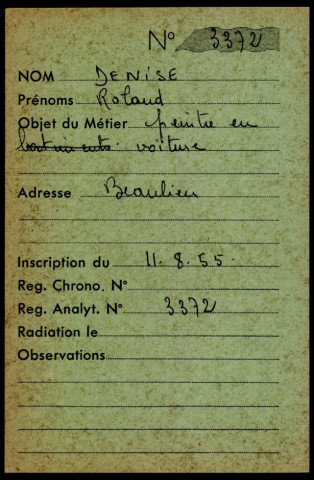 N° 3372
NOM DENISE
Prénoms Roland
Objet du Métier peintre en
batiments voiture
Adresse Beaulieu
Inscription du 11.8.55.
Reg. Chrono. N°
Reg. Analyt. N° 3372
Radiation le
Observations